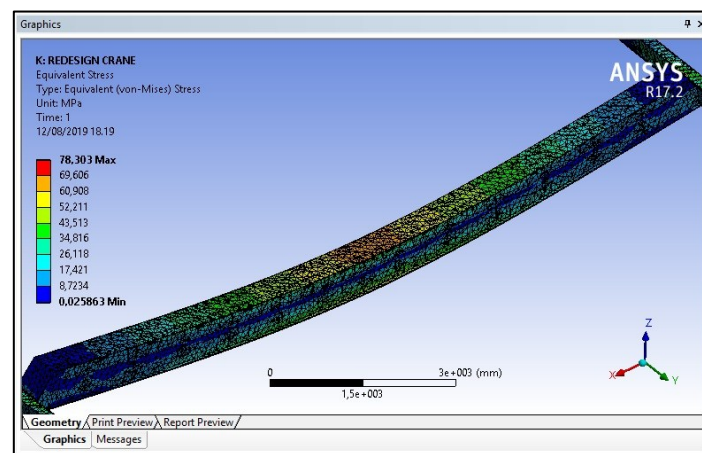 Graphics
K: REDESIGN CRANE
Equivalent Stress
Type: Equivalent (von-Mises) Stress
Unit: MPa
Time: 1
12/08/2019 18.19
ANSYS
R17.2
78,303 Max
69,606
60,908
52,211
43,513
34,816
26,118
17,421
8,7234
0,025863 Min
0
3e+003 (mm)
1,5e+003
Z
X
Y
Geometry Print Preview Report Preview
Graphics Messages